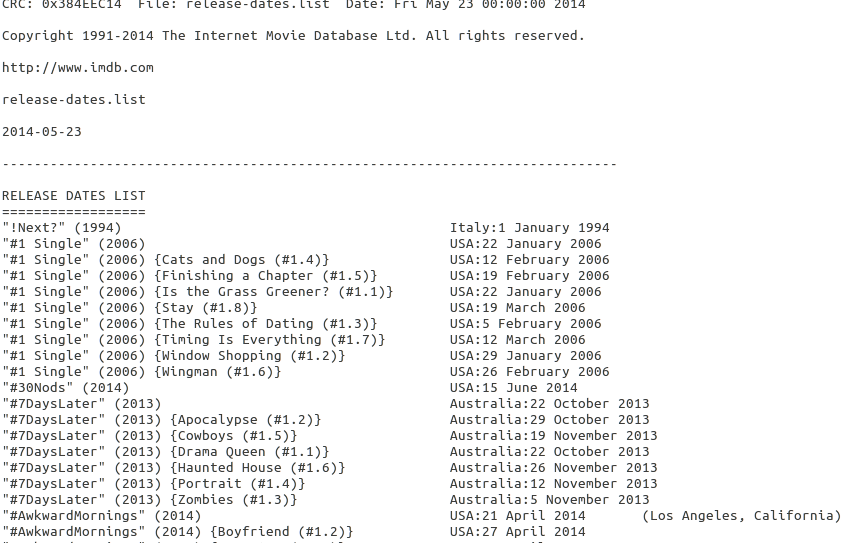 CRC: 0x384EEC14  File: release-dates.list  Date: Fri May 23 00:00:00 2014
Copyright 1991-2014 The Internet Movie Database Ltd. All rights reserved.
http://www.imdb.com
release-dates.list
2014-05-23
-----------------------------------------------------------------------------
RELEASE DATES LIST
==================
"!Next?" (1994) Italy:1 January 1994
"#1 Single" (2006) USA:22 January 2006
"#1 Single" (2006) {Cats and Dogs (#1.4)} USA:12 February 2006
"#1 Single" (2006) {Finishing a Chapter (#1.5)} USA:19 February 2006
"#1 Single" (2006) {Is the Grass Greener? (#1.1)} USA:22 January 2006
"#1 Single" (2006) {Stay (#1.8)} USA:19 March 2006
"#1 Single" (2006) {The Rules of Dating (#1.3)} USA:5 February 2006
"#1 Single" (2006) {Timing Is Everything (#1.7)} USA:12 March 2006
"#1 Single" (2006) {Window Shopping (#1.2)} USA:29 January 2006
"#1 Single" (2006) {Wingman (#1.6)} USA:26 February 2006
"#30Nods" (2014) USA:15 June 2014
"#7DaysLater" (2013) Australia:22 October 2013
"#7DaysLater" (2013) {Apocalypse (#1.2)} Australia:29 October 2013
"#7DaysLater" (2013) {Cowboys (#1.5)} Australia:19 November 2013
"#7DaysLater" (2013) {Drama Queen (#1.1)} Australia:22 October 2013
"#7DaysLater" (2013) {Haunted House (#1.6)} Australia:26 November 2013
"#7DaysLater" (2013) {Portrait (#1.4)} Australia:12 November 2013
"#7DaysLater" (2013) {Zombies (#1.3)} Australia:5 November 2013
"#AwkwardMornings" (2014) USA:21 April 2014 (Los Angeles, California)
"#AwkwardMornings" (2014) {Boyfriend (#1.2)} USA:27 April 2014